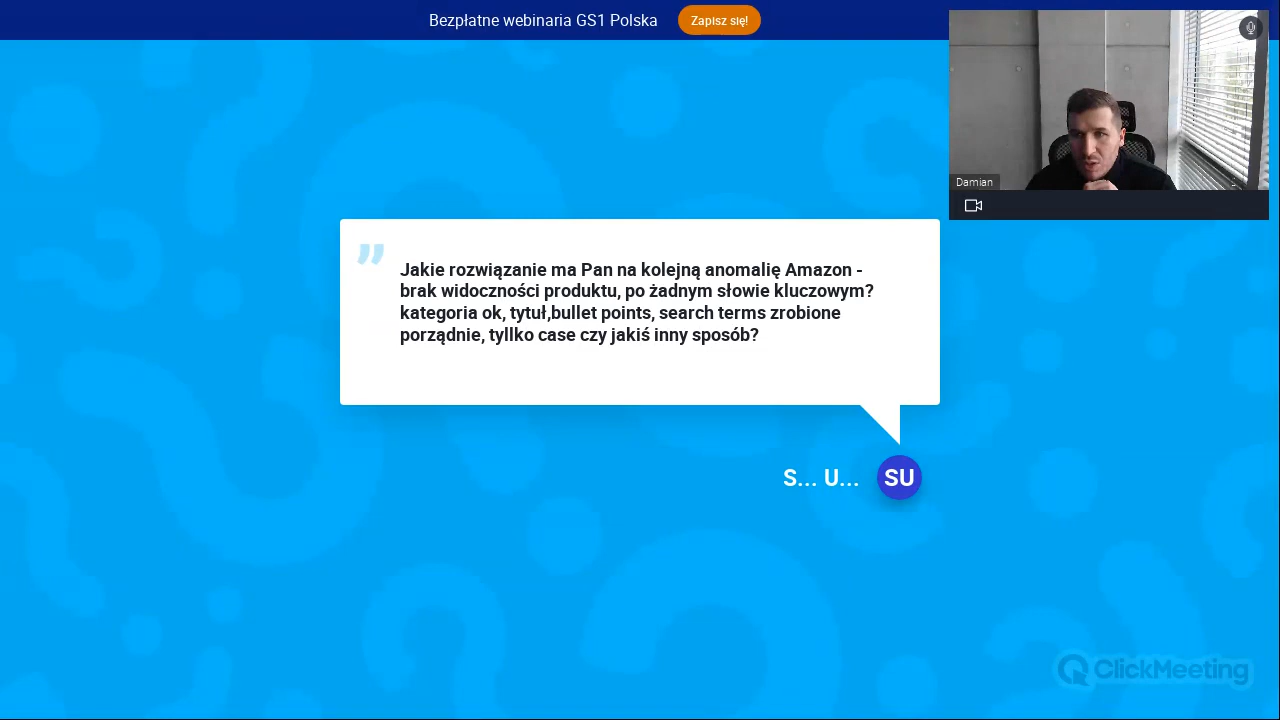 Bezpłatne webinaria GS1 Polska
Zapisz się!
Damian
Jakie rozwiązanie ma Pan na kolejną anomalię Amazon -
brak widoczności produktu, po żadnym słowie kluczowym?
kategoria ok, tytuł,bullet points, search terms zrobione
porządnie, tyllko case czy jakiś inny sposób?
S... U...
SU
ClickMeeting